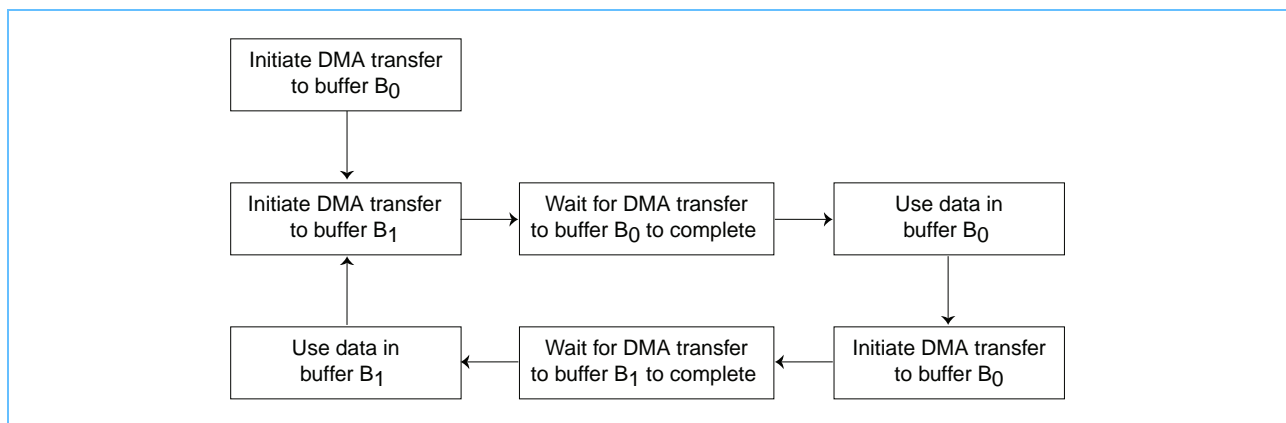 Initiate DMA transfer
to buffer B0
Initiate DMA transfer
to buffer B1
Wait for DMA transfer
to buffer B0 to complete
Use data in
buffer B0
Use data in
buffer B1
Wait for DMA transfer
to buffer B1 to complete
Initiate DMA transfer
to buffer B0